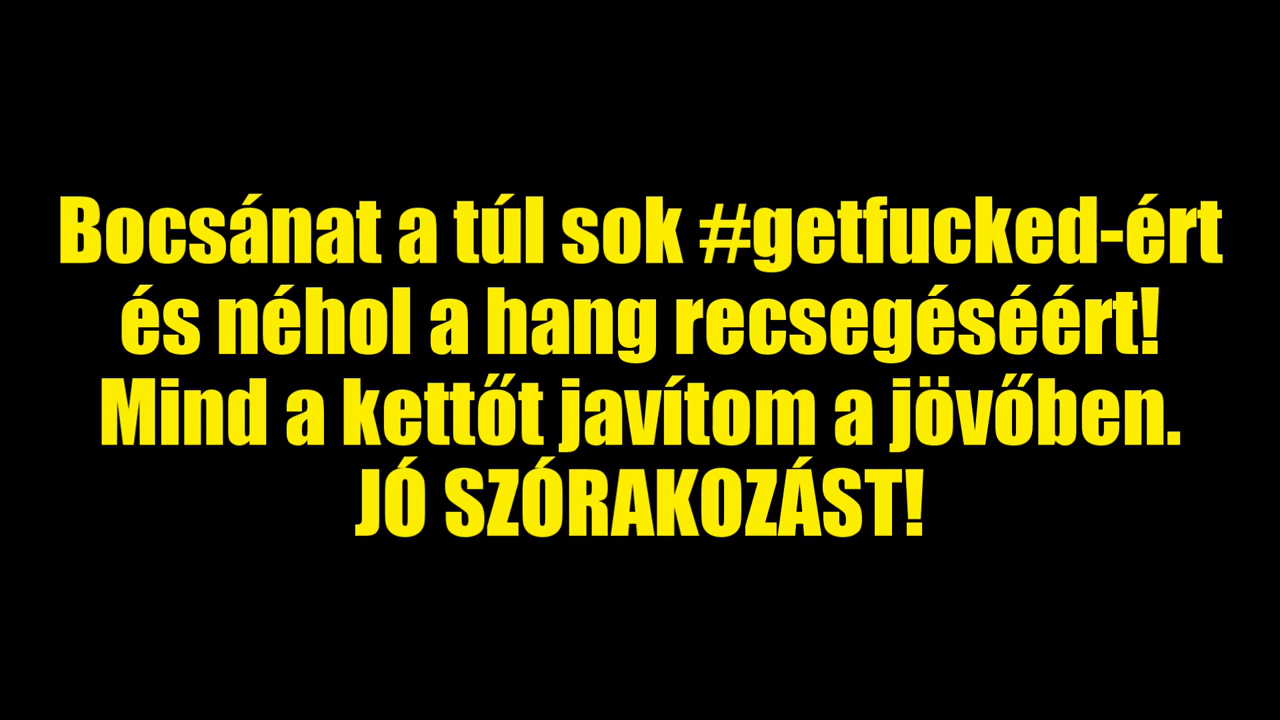 Bocsánat a túl sok #getfucked-ért
és néhol a hang recsegéséért!
Mind a kettőt javítom a jövőben.
JÓ SZÓRAKOZÁST!